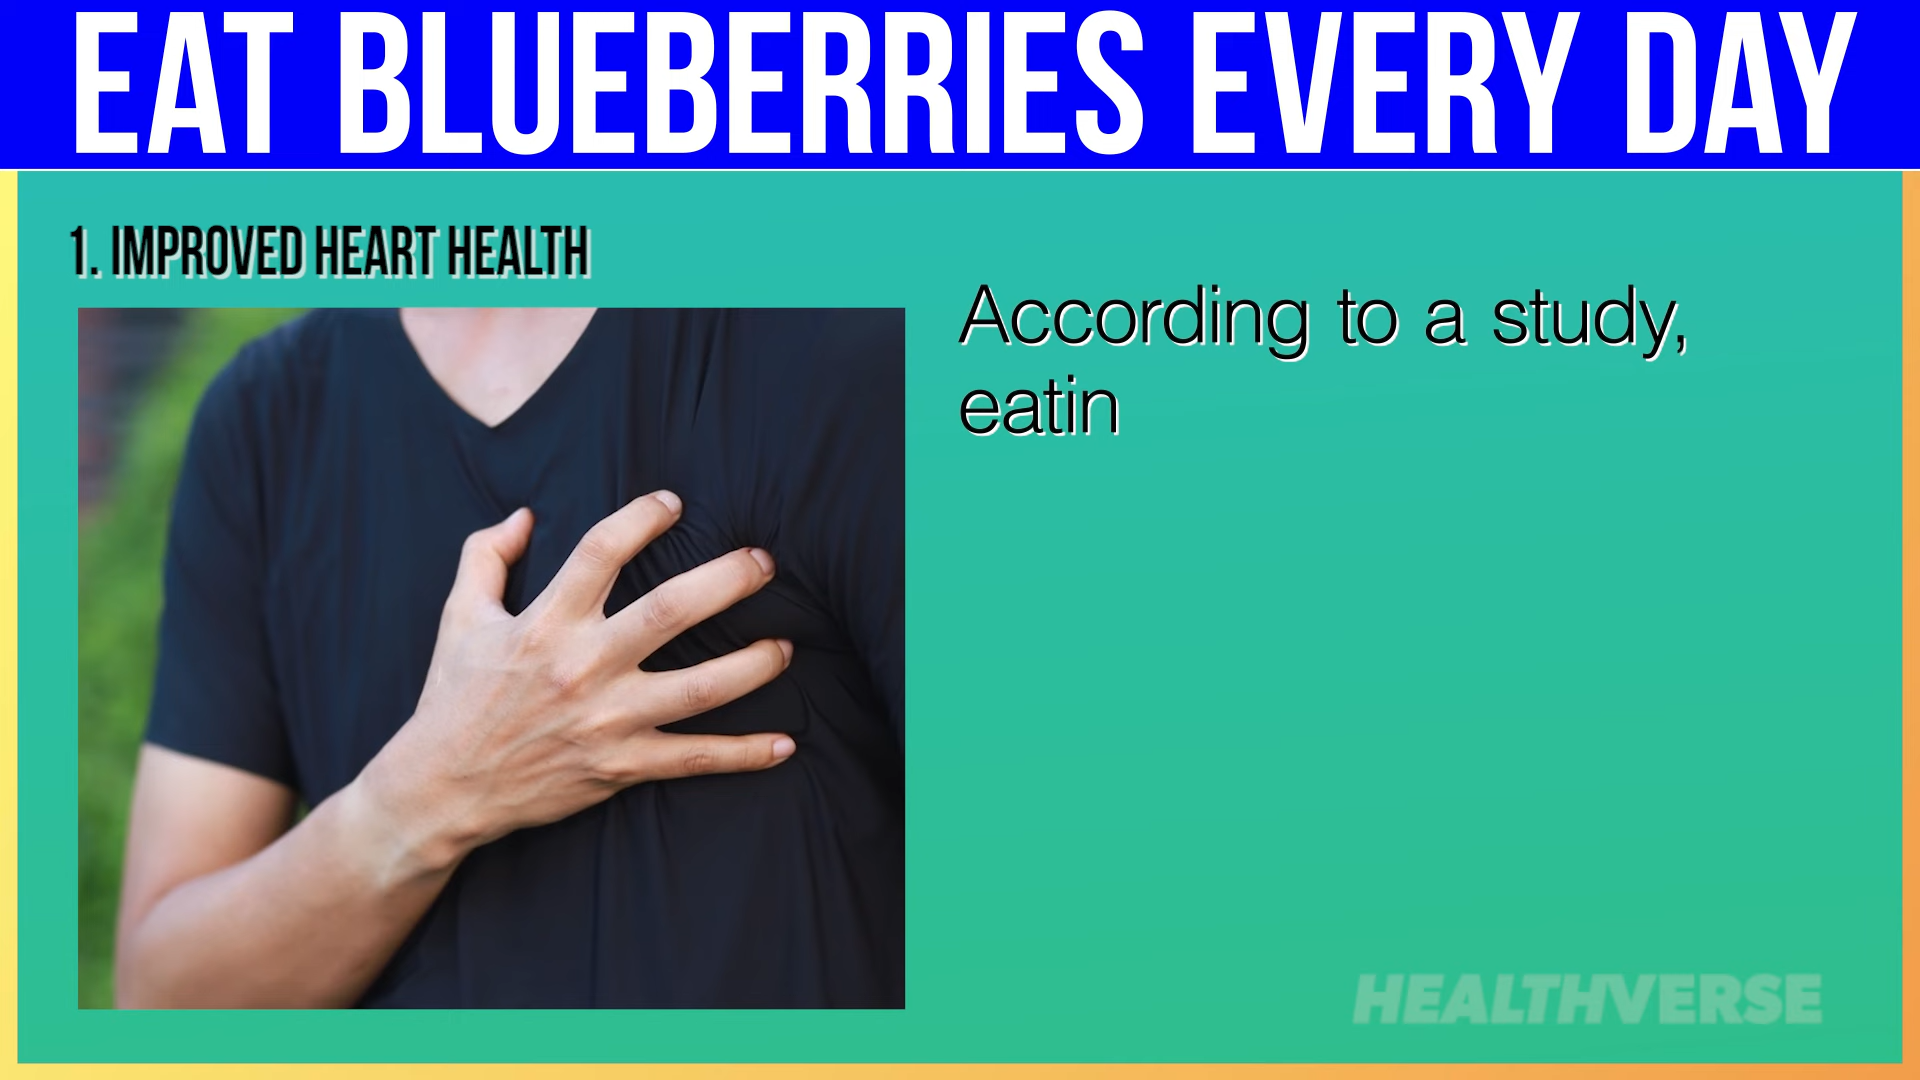 EAT BLUEBERRIES EVERY DAY
1. IMPROVED HEART HEALTH
According to a study,
eatin
HEALTHVERSE